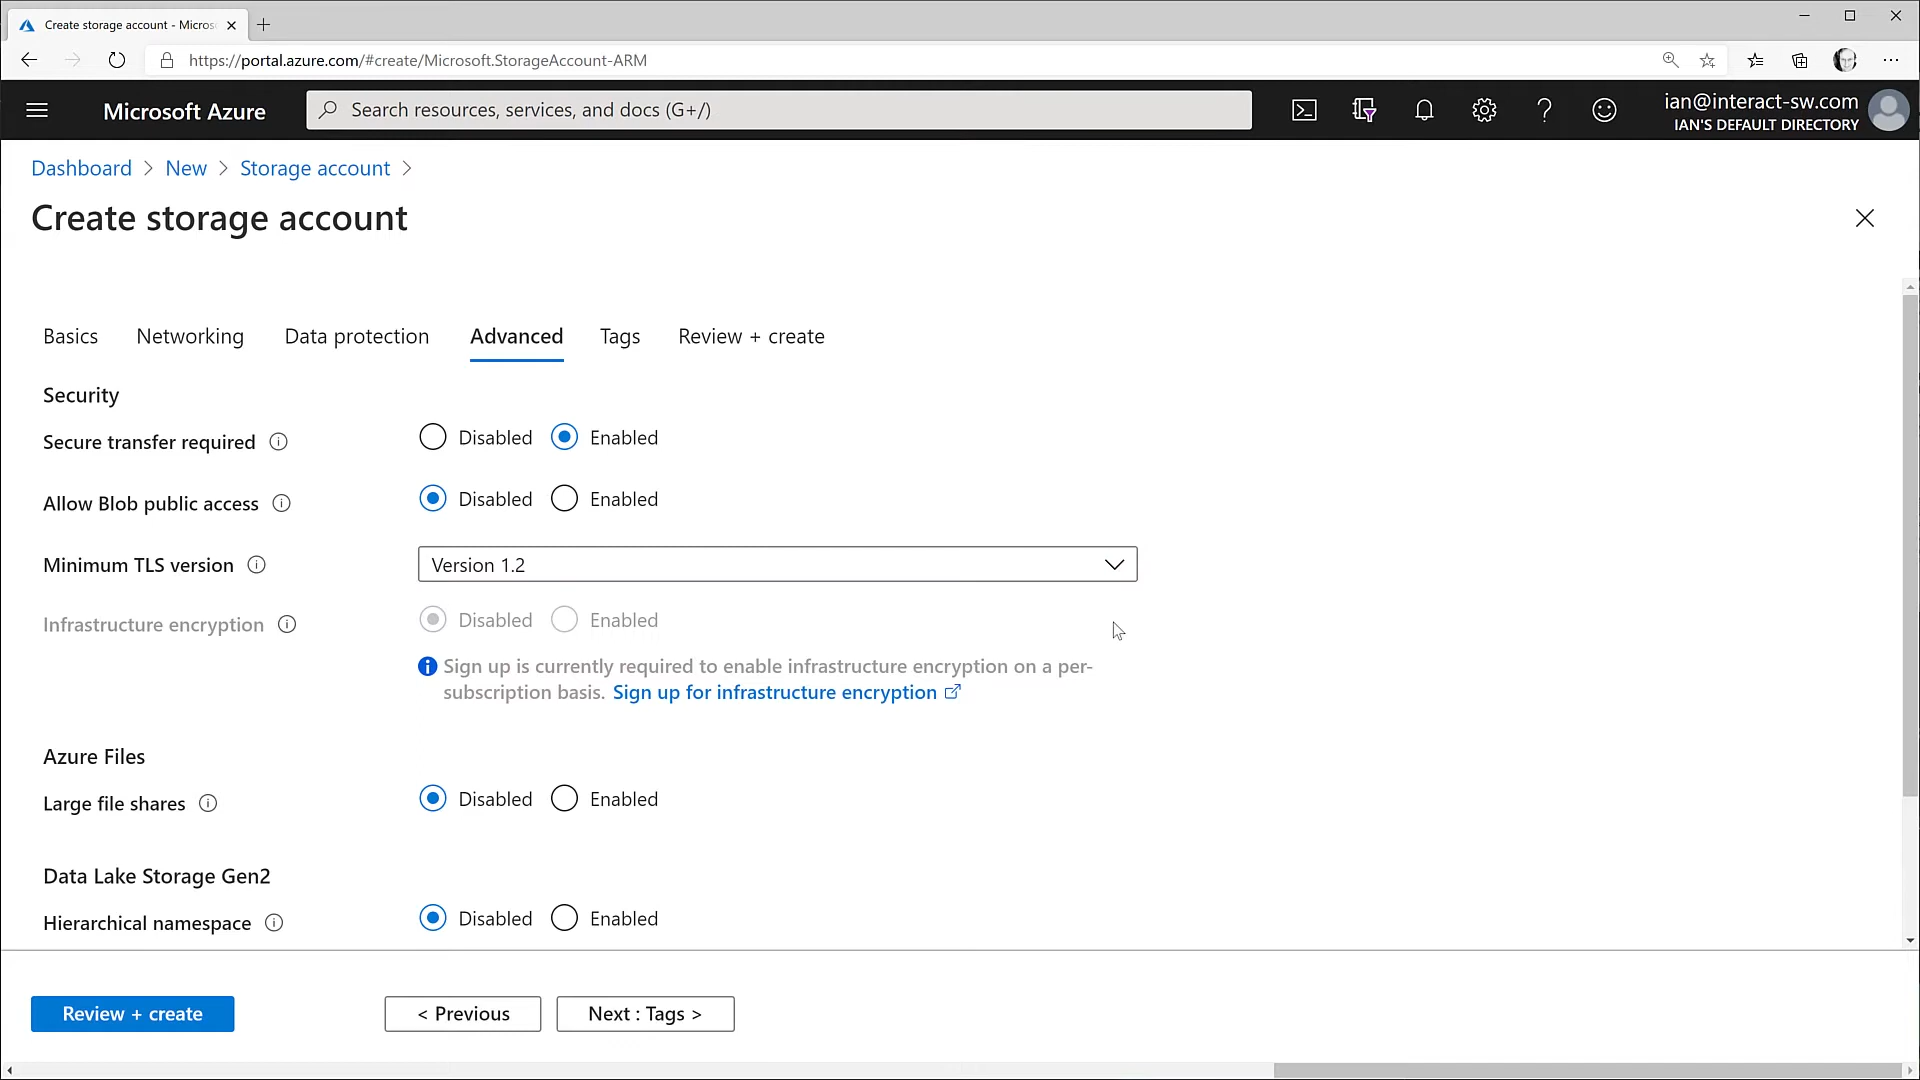 Create storage account - Micros
https://portal.azure.com/#create/Microsoft.StorageAccount-ARM
Microsoft Azure
Search resources, services, and docs (G+/)
ian@interact-sw.com
IAN'S DEFAULT DIRECTORY
Dashboard > New > Storage account >
Create storage account
Basics Networking Data protection Advanced Tags Review + create
Security
Secure transfer required Disabled Enabled
Allow Blob public access Disabled Enabled
Minimum TLS version Version 1.2
Infrastructure encryption Disabled Enabled
Sign up is currently required to enable infrastructure encryption on a per-
subscription basis. Sign up for infrastructure encryption
Azure Files
Large file shares Disabled Enabled
Data Lake Storage Gen2
Hierarchical namespace Disabled Enabled
Review + create < Previous Next : Tags >